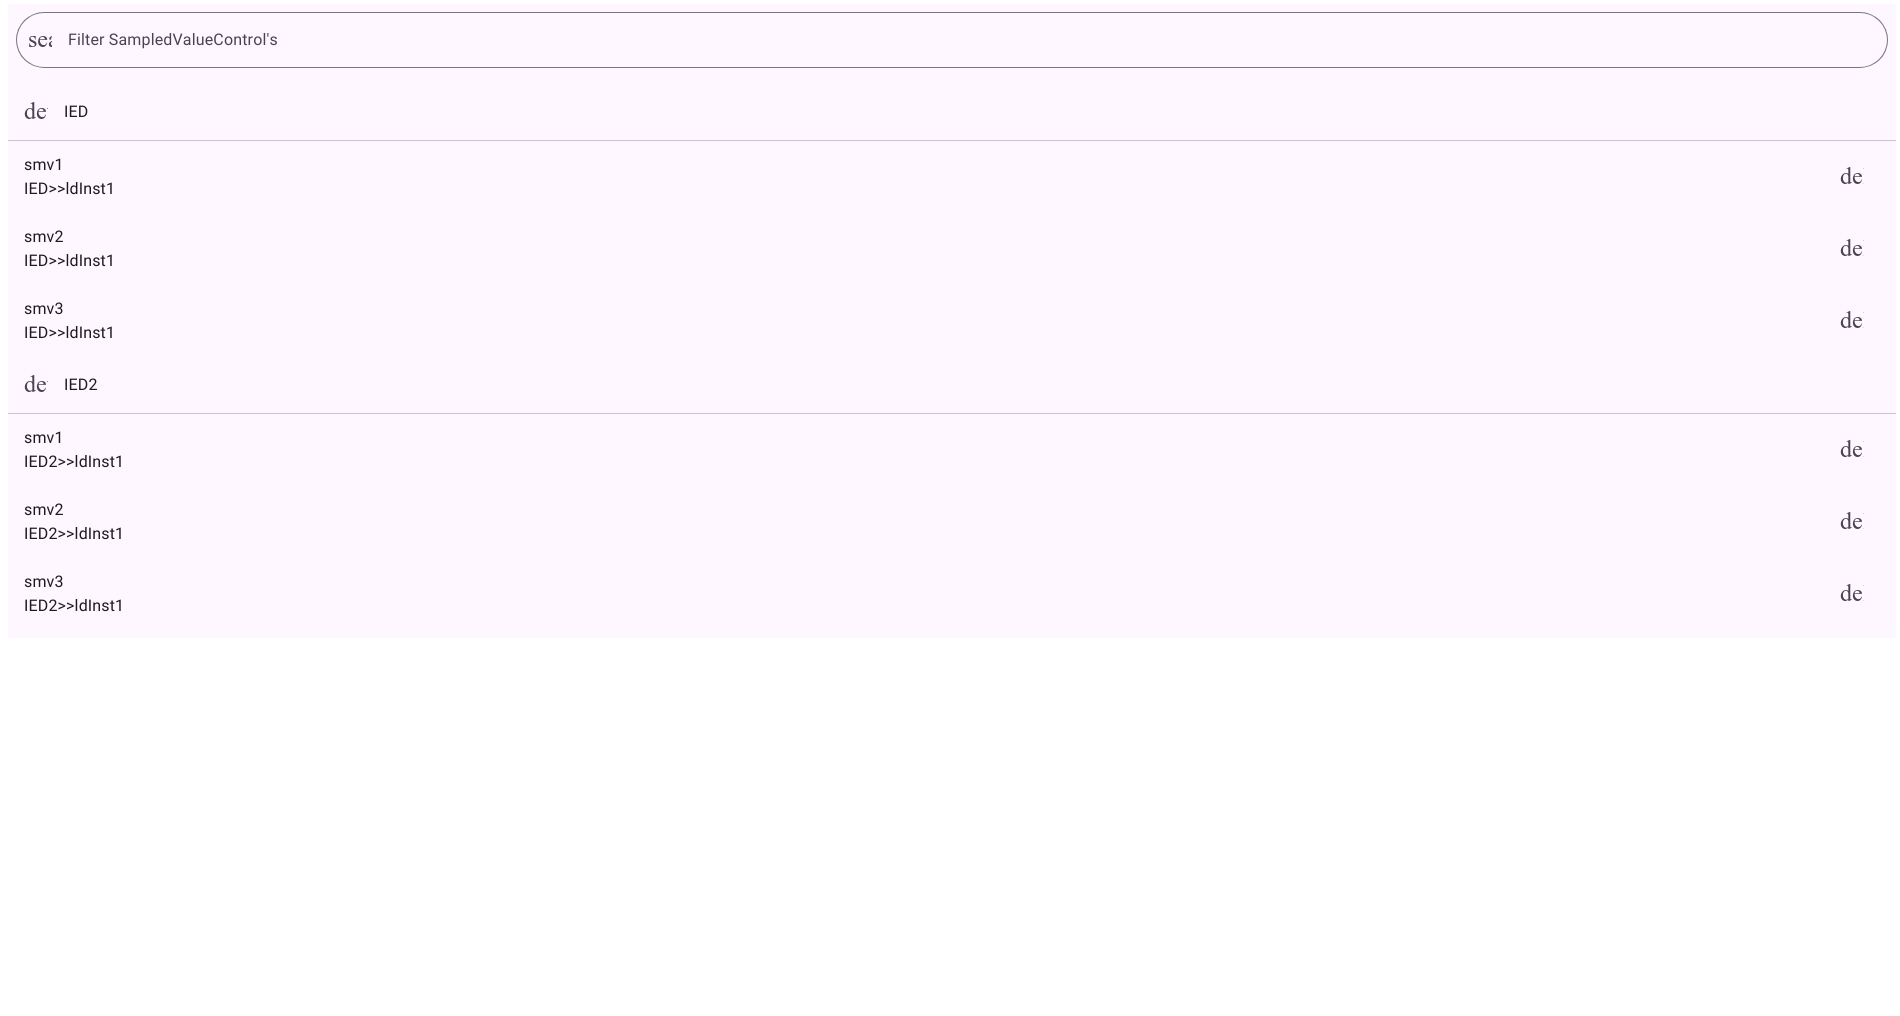 sea Filter SampledValueControl's
de IED
smv1
IED>>ldInst1
de
smv2
IED>>ldInst1
de
smv3
IED>>ldInst1
de
de IED2
smv1
IED2>>ldInst1
de
smv2
IED2>>ldInst1
de
smv3
IED2>>ldInst1
de